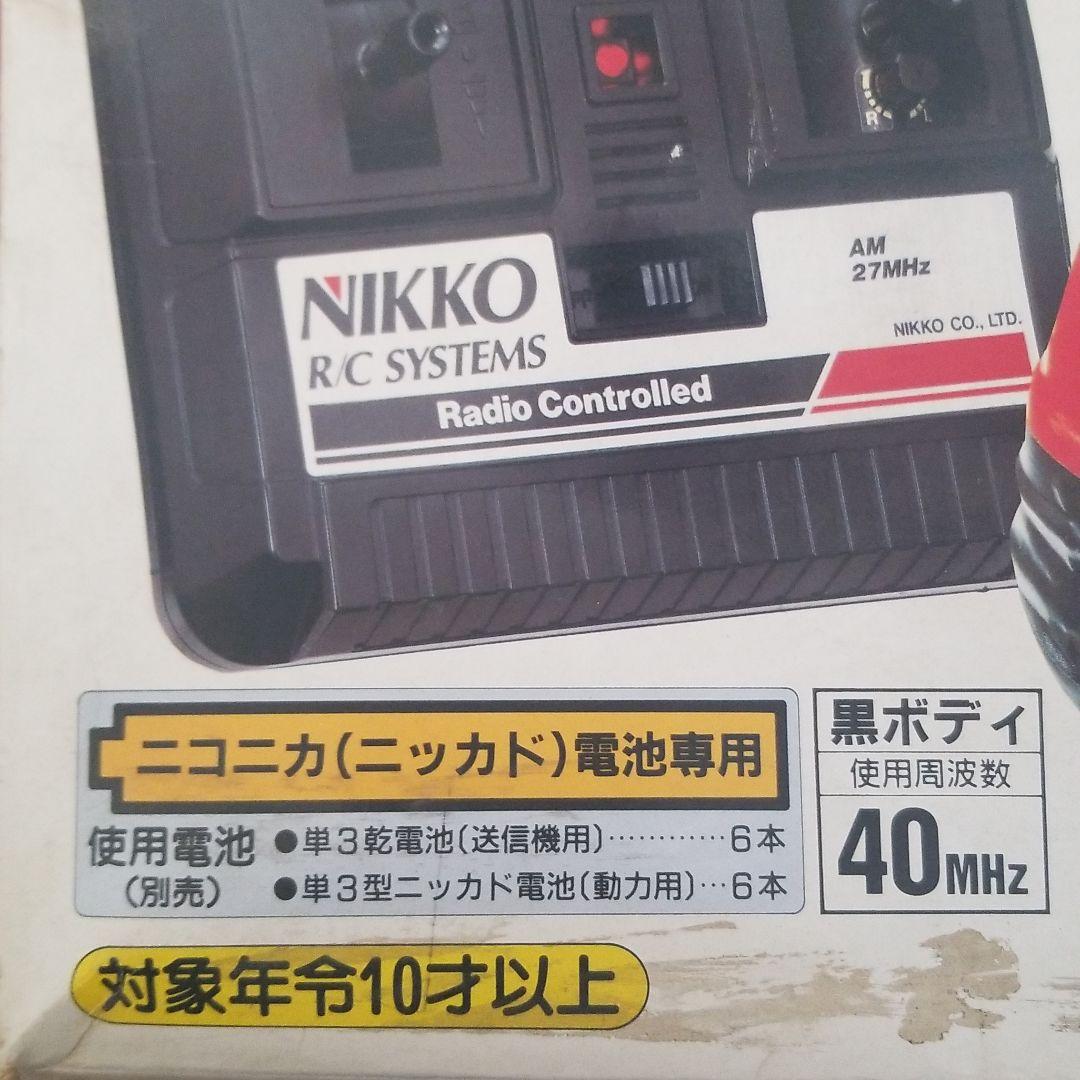 R L
AM
27MHz
NIKKO
R/C SYSTEMS
NIKKO CO., LTD.
Radio Controlled
ニコニカ(ニッカド)電池専用
使用電池
(別売)
●単3乾電池(送信機用)…………6本
●単3型ニッカド電池(動力用)…6本
黒ボディ
使用周波数
40MHz
対象年令10才以上